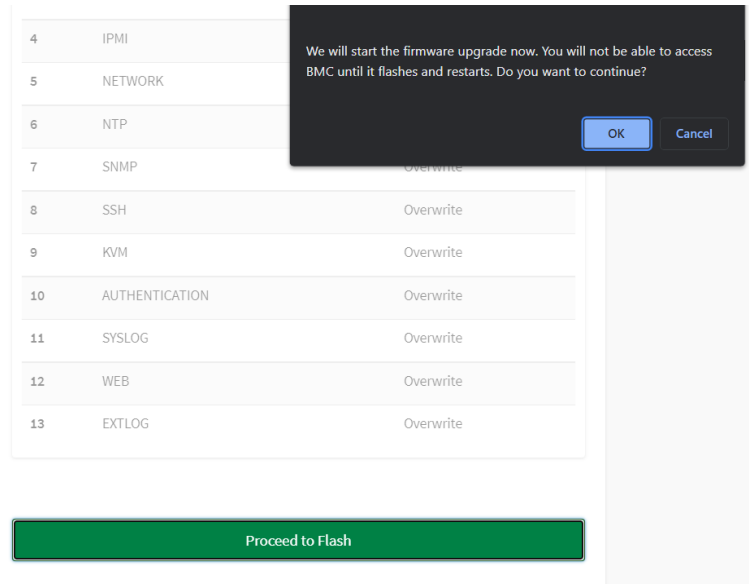 4 IPMI
We will start the firmware upgrade now. You will not be able to access
BMC until it flashes and restarts. Do you want to continue?
5 NETWORK
6 NTP
OK Cancel
7 SNMP Overwrite
8 SSH Overwrite
9 KVM Overwrite
10 AUTHENTICATION Overwrite
11 SYSLOG Overwrite
12 WEB Overwrite
13 EXTLOG Overwrite
Proceed to Flash